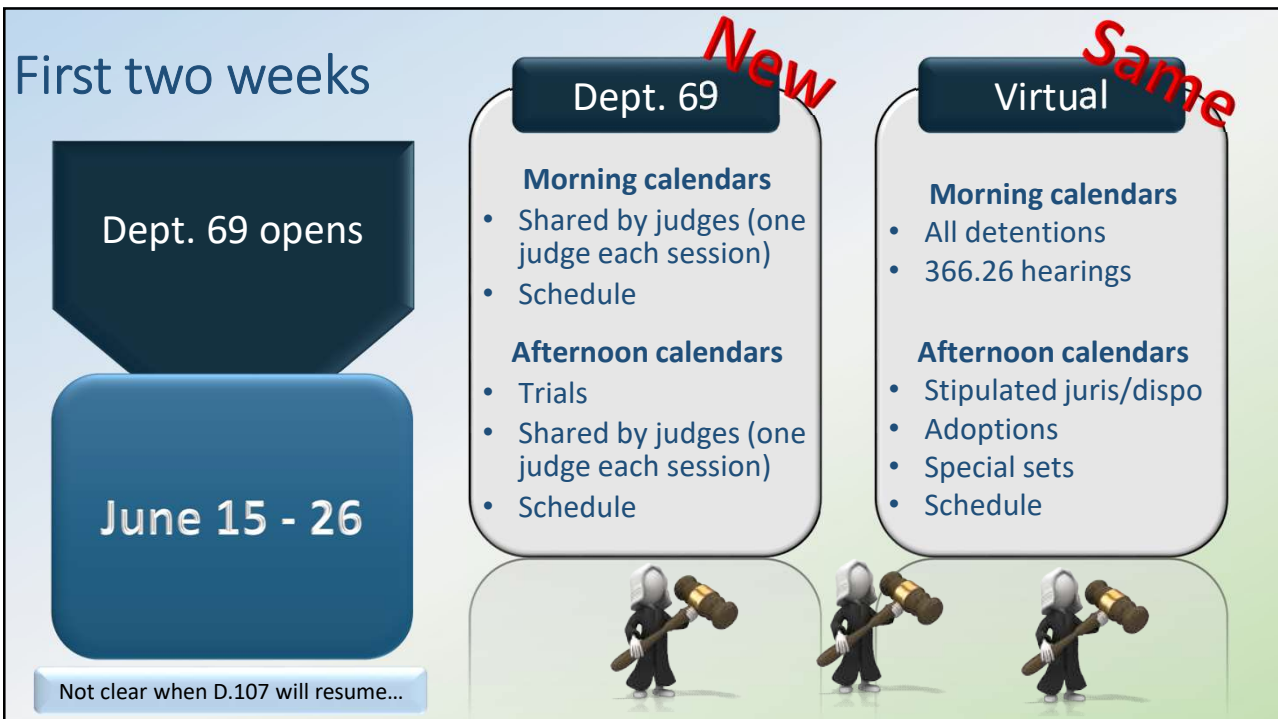 First two weeks
Dept. 69 opens
June 15 - 26
Not clear when D.107 will resume…
Dept. 69
New
Morning calendars
• Shared by judges (one
judge each session)
• Schedule
Afternoon calendars
• Trials
• Shared by judges (one
judge each session)
• Schedule
Virtual
Same
Morning calendars
• All detentions
• 366.26 hearings
Afternoon calendars
• Stipulated juris/dispo
• Adoptions
• Special sets
• Schedule